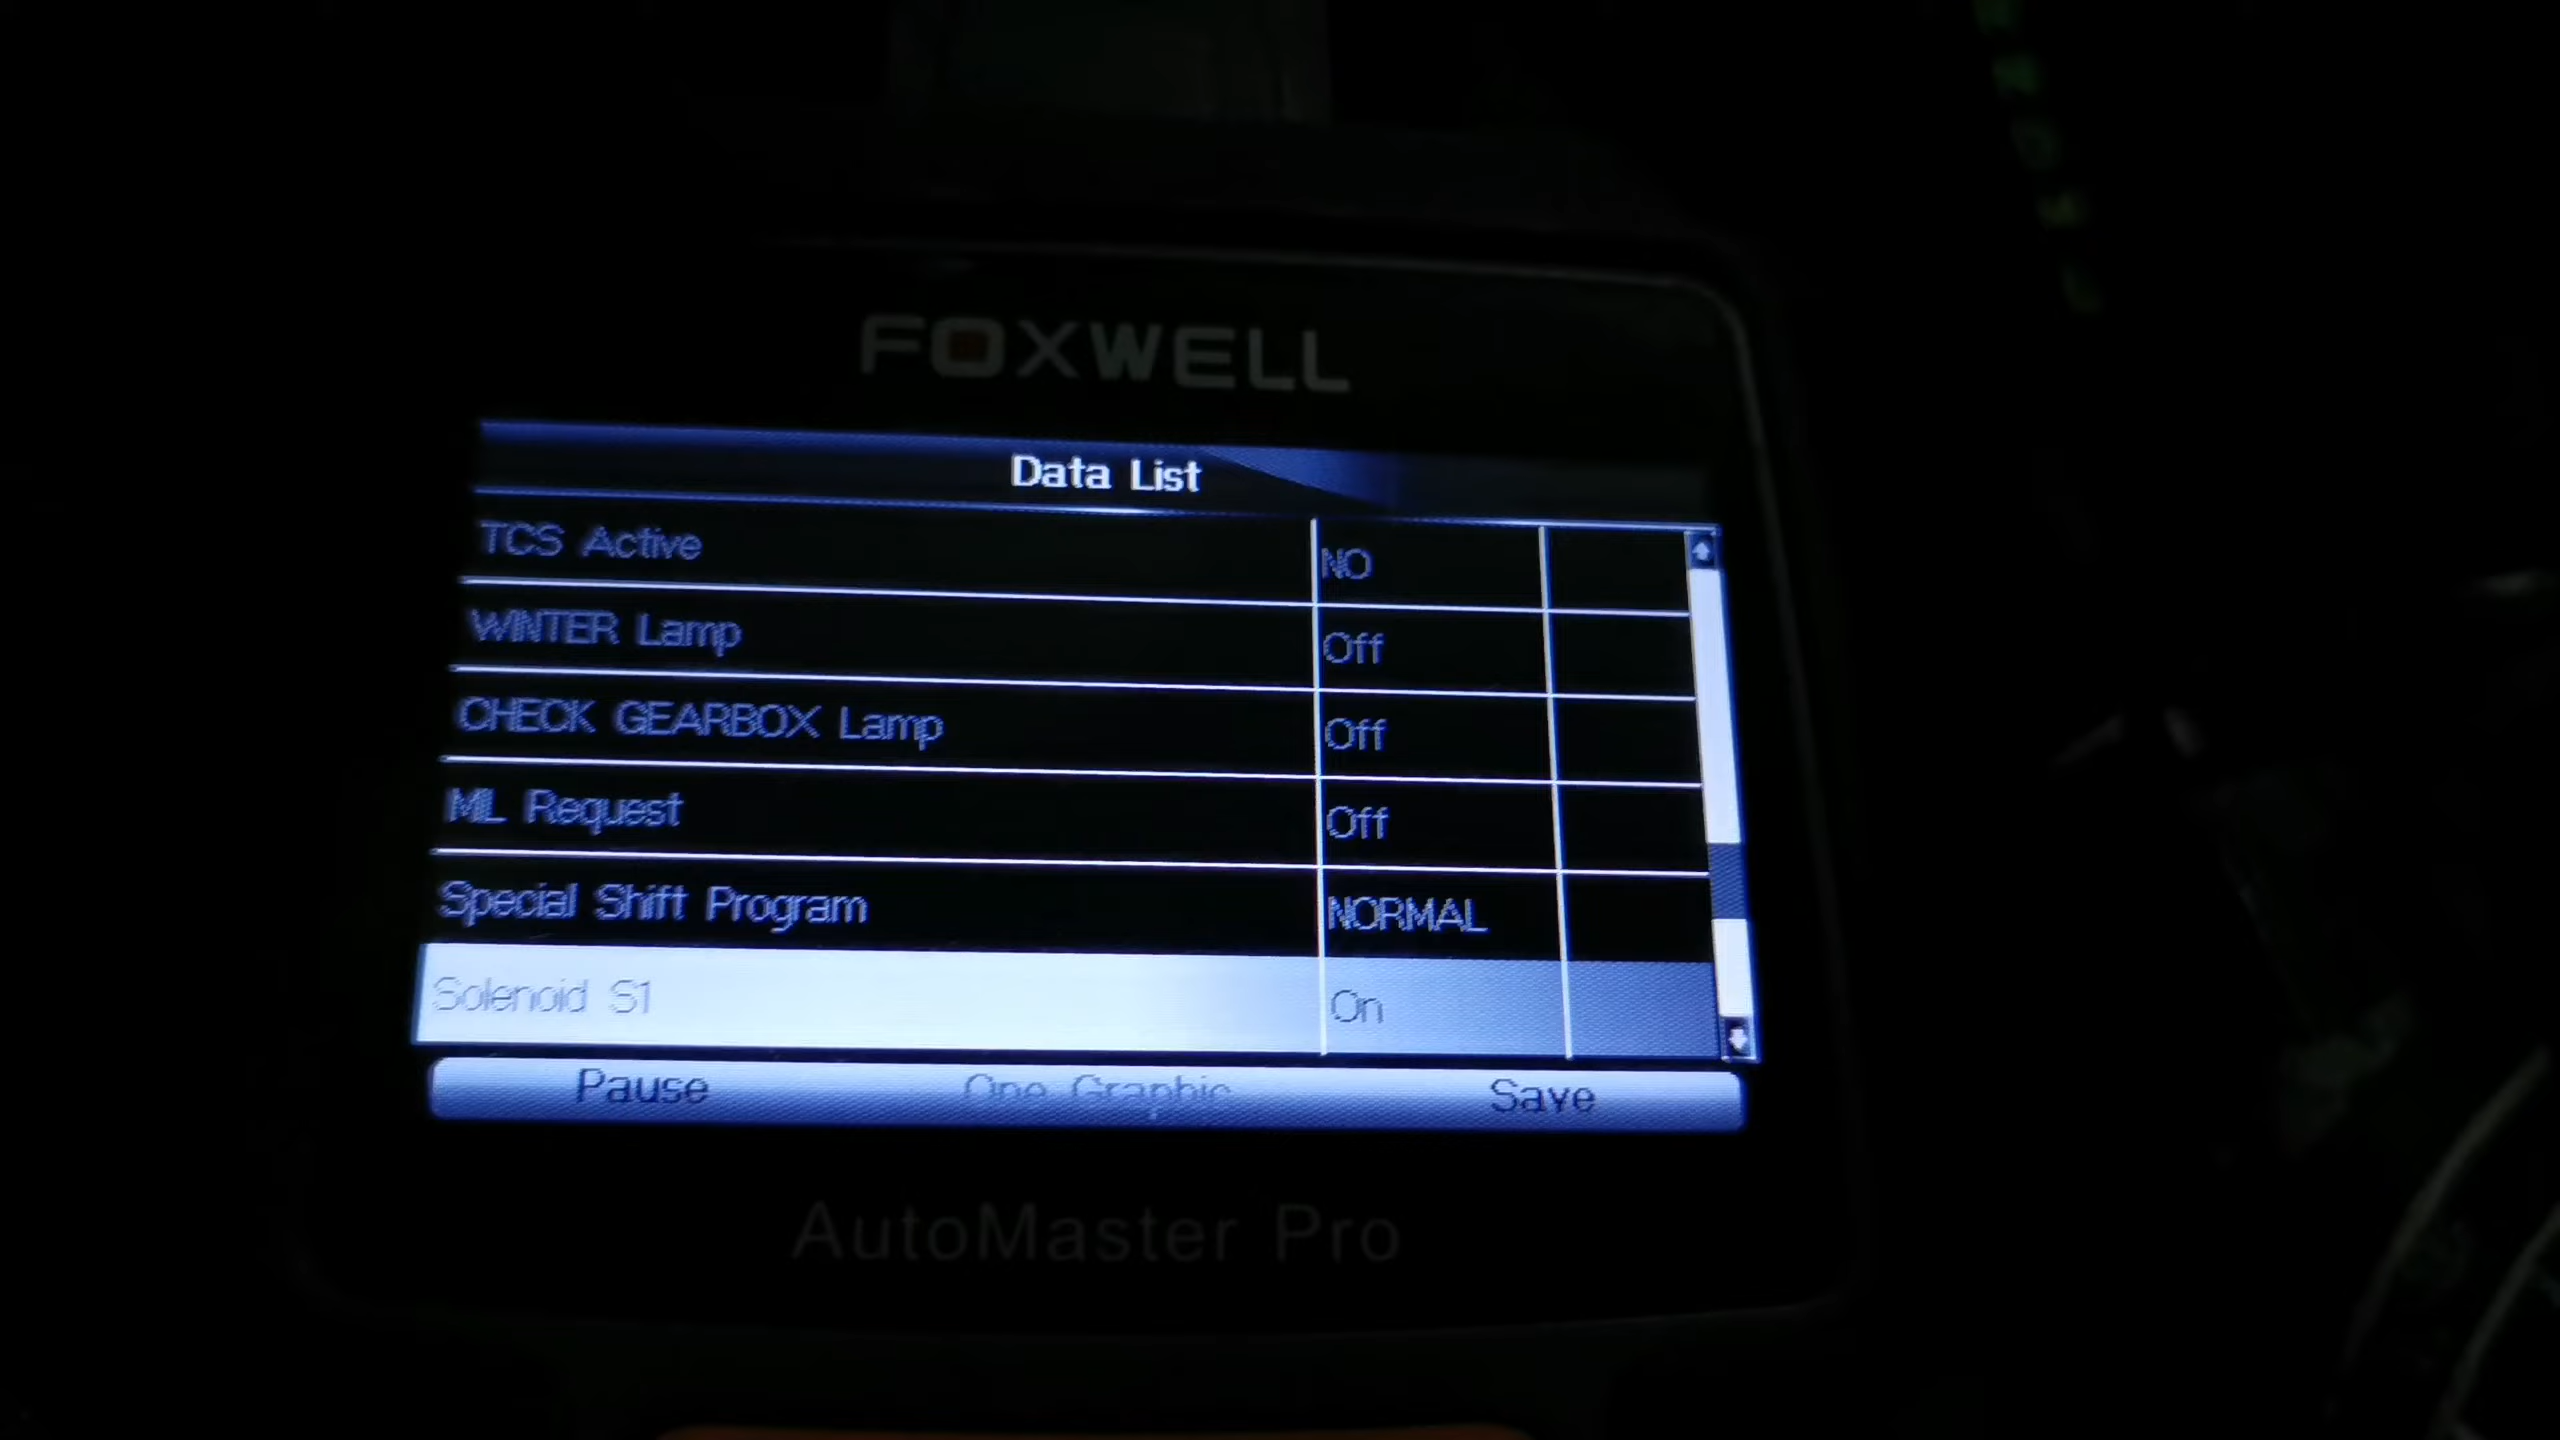 FOXWELL
Data List
TCS Active NO
WINTER Lamp Off
CHECK GEARBOX Lamp Off
MIL Request Off
Special Shift Program NORMAL
Solenoid S1 On
Pause One Graphic Save
AutoMaster Pro